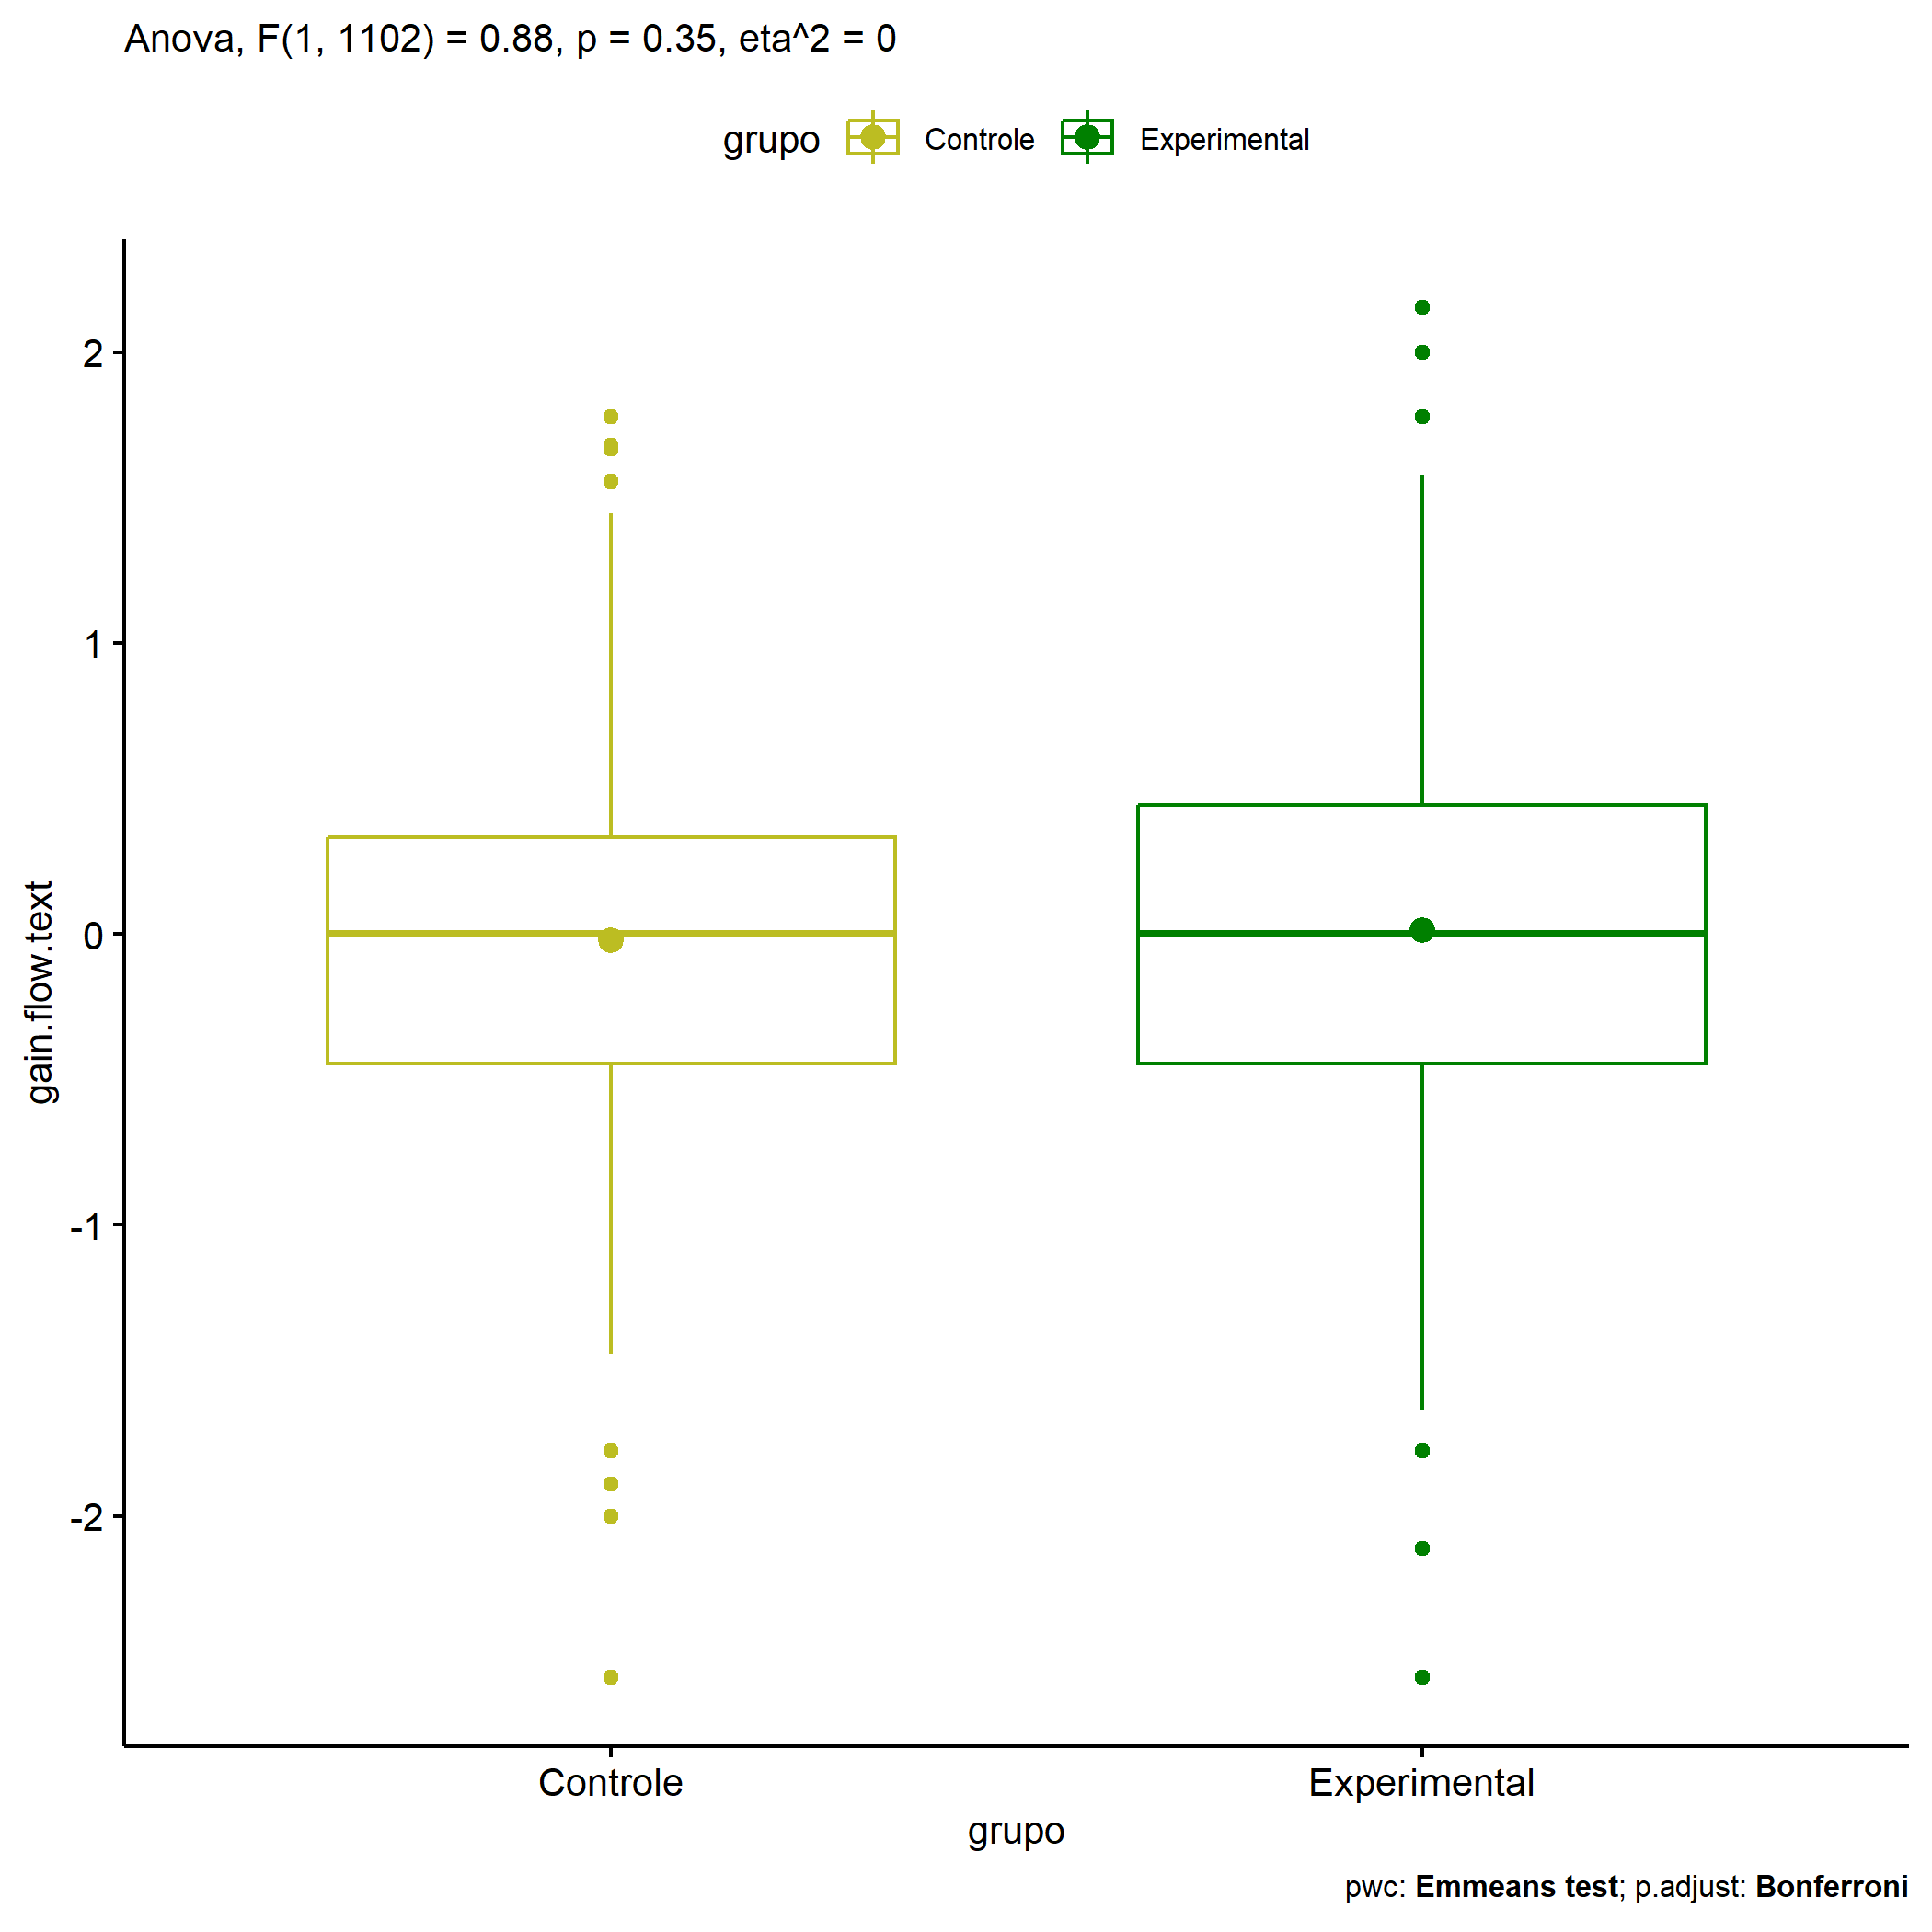 Anova, F(1, 1102) = 0.88, p = 0.35, eta^2 = 0
grupo Controle Experimental
gain.flow.text
2
1
0
-1
-2
Controle Experimental
grupo
pwc: Emmeans test; p.adjust: Bonferroni